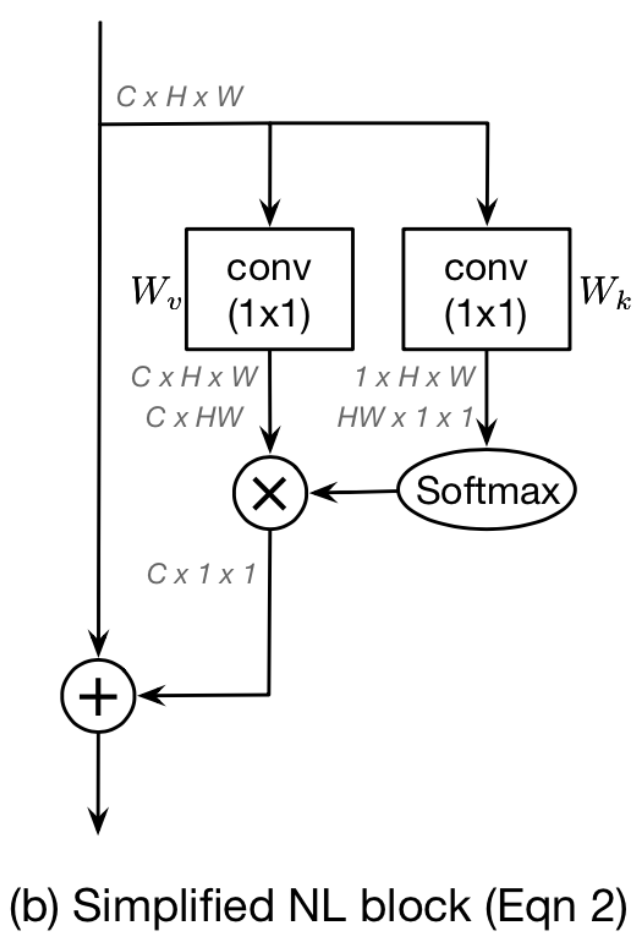 C x H x W
conv
(1x1)
conv
(1x1)
W_v
W_k
C x H x W
C x HW
1 x H x W
HW x 1 x 1
×
Softmax
C x 1 x 1
+
(b) Simplified NL block (Eqn 2)